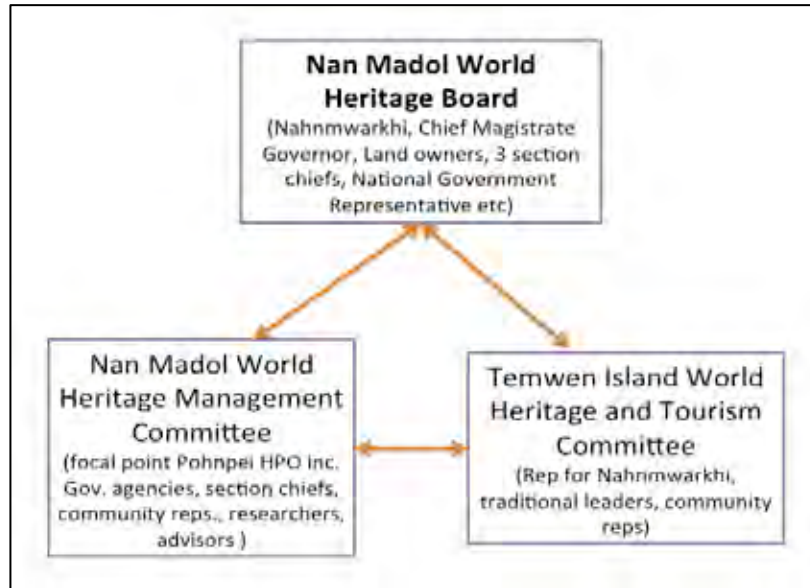 Nan Madol World
Heritage Board
(Nahnmwarkhi, Chief Magistrate
Governor, Land owners, 3 section
chiefs, National Government
Representative etc)
Nan Madol World
Heritage Management
Committee
(focal point Pohnpei HPO inc.
Gov. agencies, section chiefs,
community reps., researchers,
advisors )
Temwen Island World
Heritage and Tourism
Committee
(Rep for Nahnmwarkhi,
traditional leaders, community
reps)